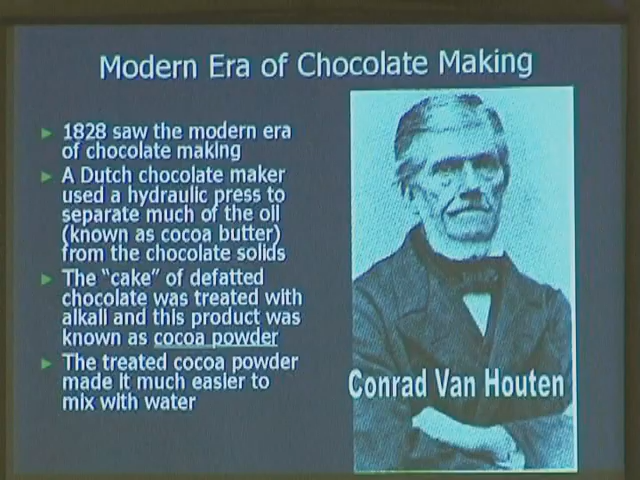 Modern Era of Chocolate Making
1828 saw the modern era
of chocolate making
A Dutch chocolate maker
used a hydraulic press to
separate much of the oil
(known as cocoa butter)
from the chocolate solids
The "cake" of defatted
chocolate was treated with
alkali and this product was
known as cocoa powder
The treated cocoa powder
made it much easier to
mix with water
Conrad Van Houten